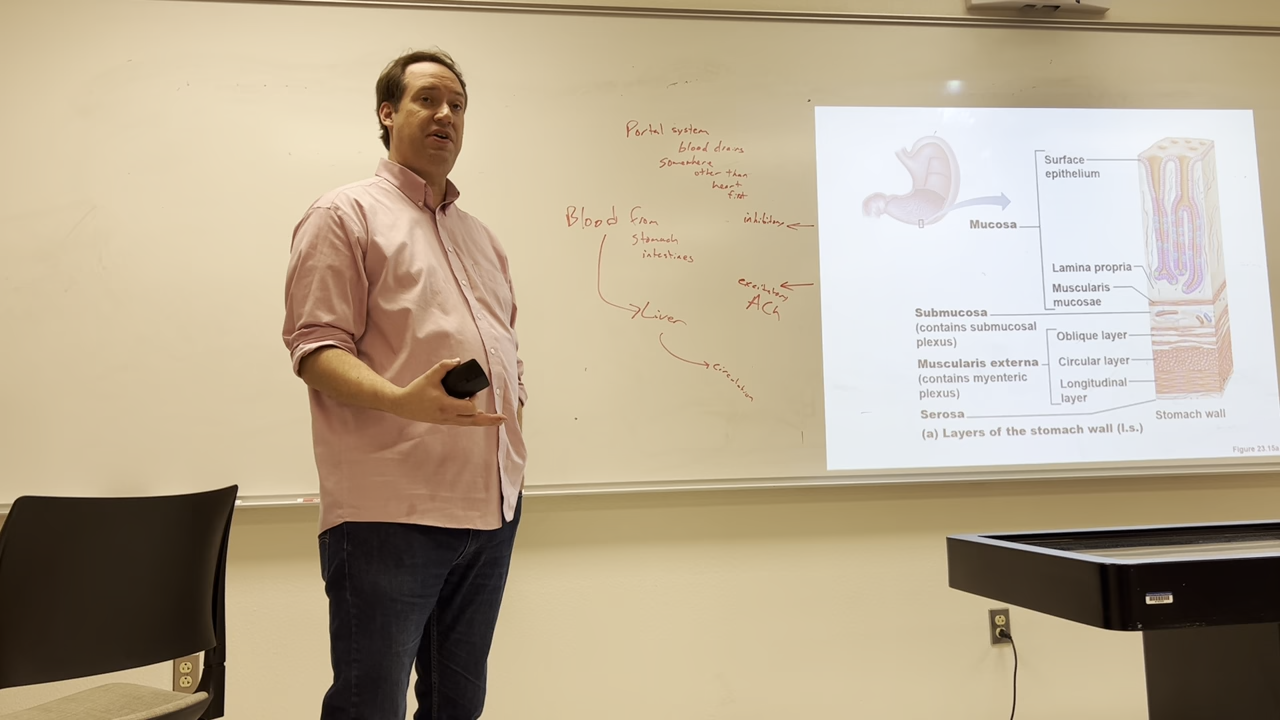 Portal system
blood drains
somewhere
other than
heart
first
Blood from
stomach
intestines
Liver
Circulation
inhibitory
excitatory
ACh
Surface
epithelium
Mucosa
Lamina propria
Muscularis
mucosae
Submucosa
(contains submucosal
plexus)
Oblique layer
Muscularis externa
(contains myenteric
plexus)
Circular layer
Longitudinal
layer
Serosa
Stomach wall
(a) Layers of the stomach wall (l.s.)
Figure 23.15a